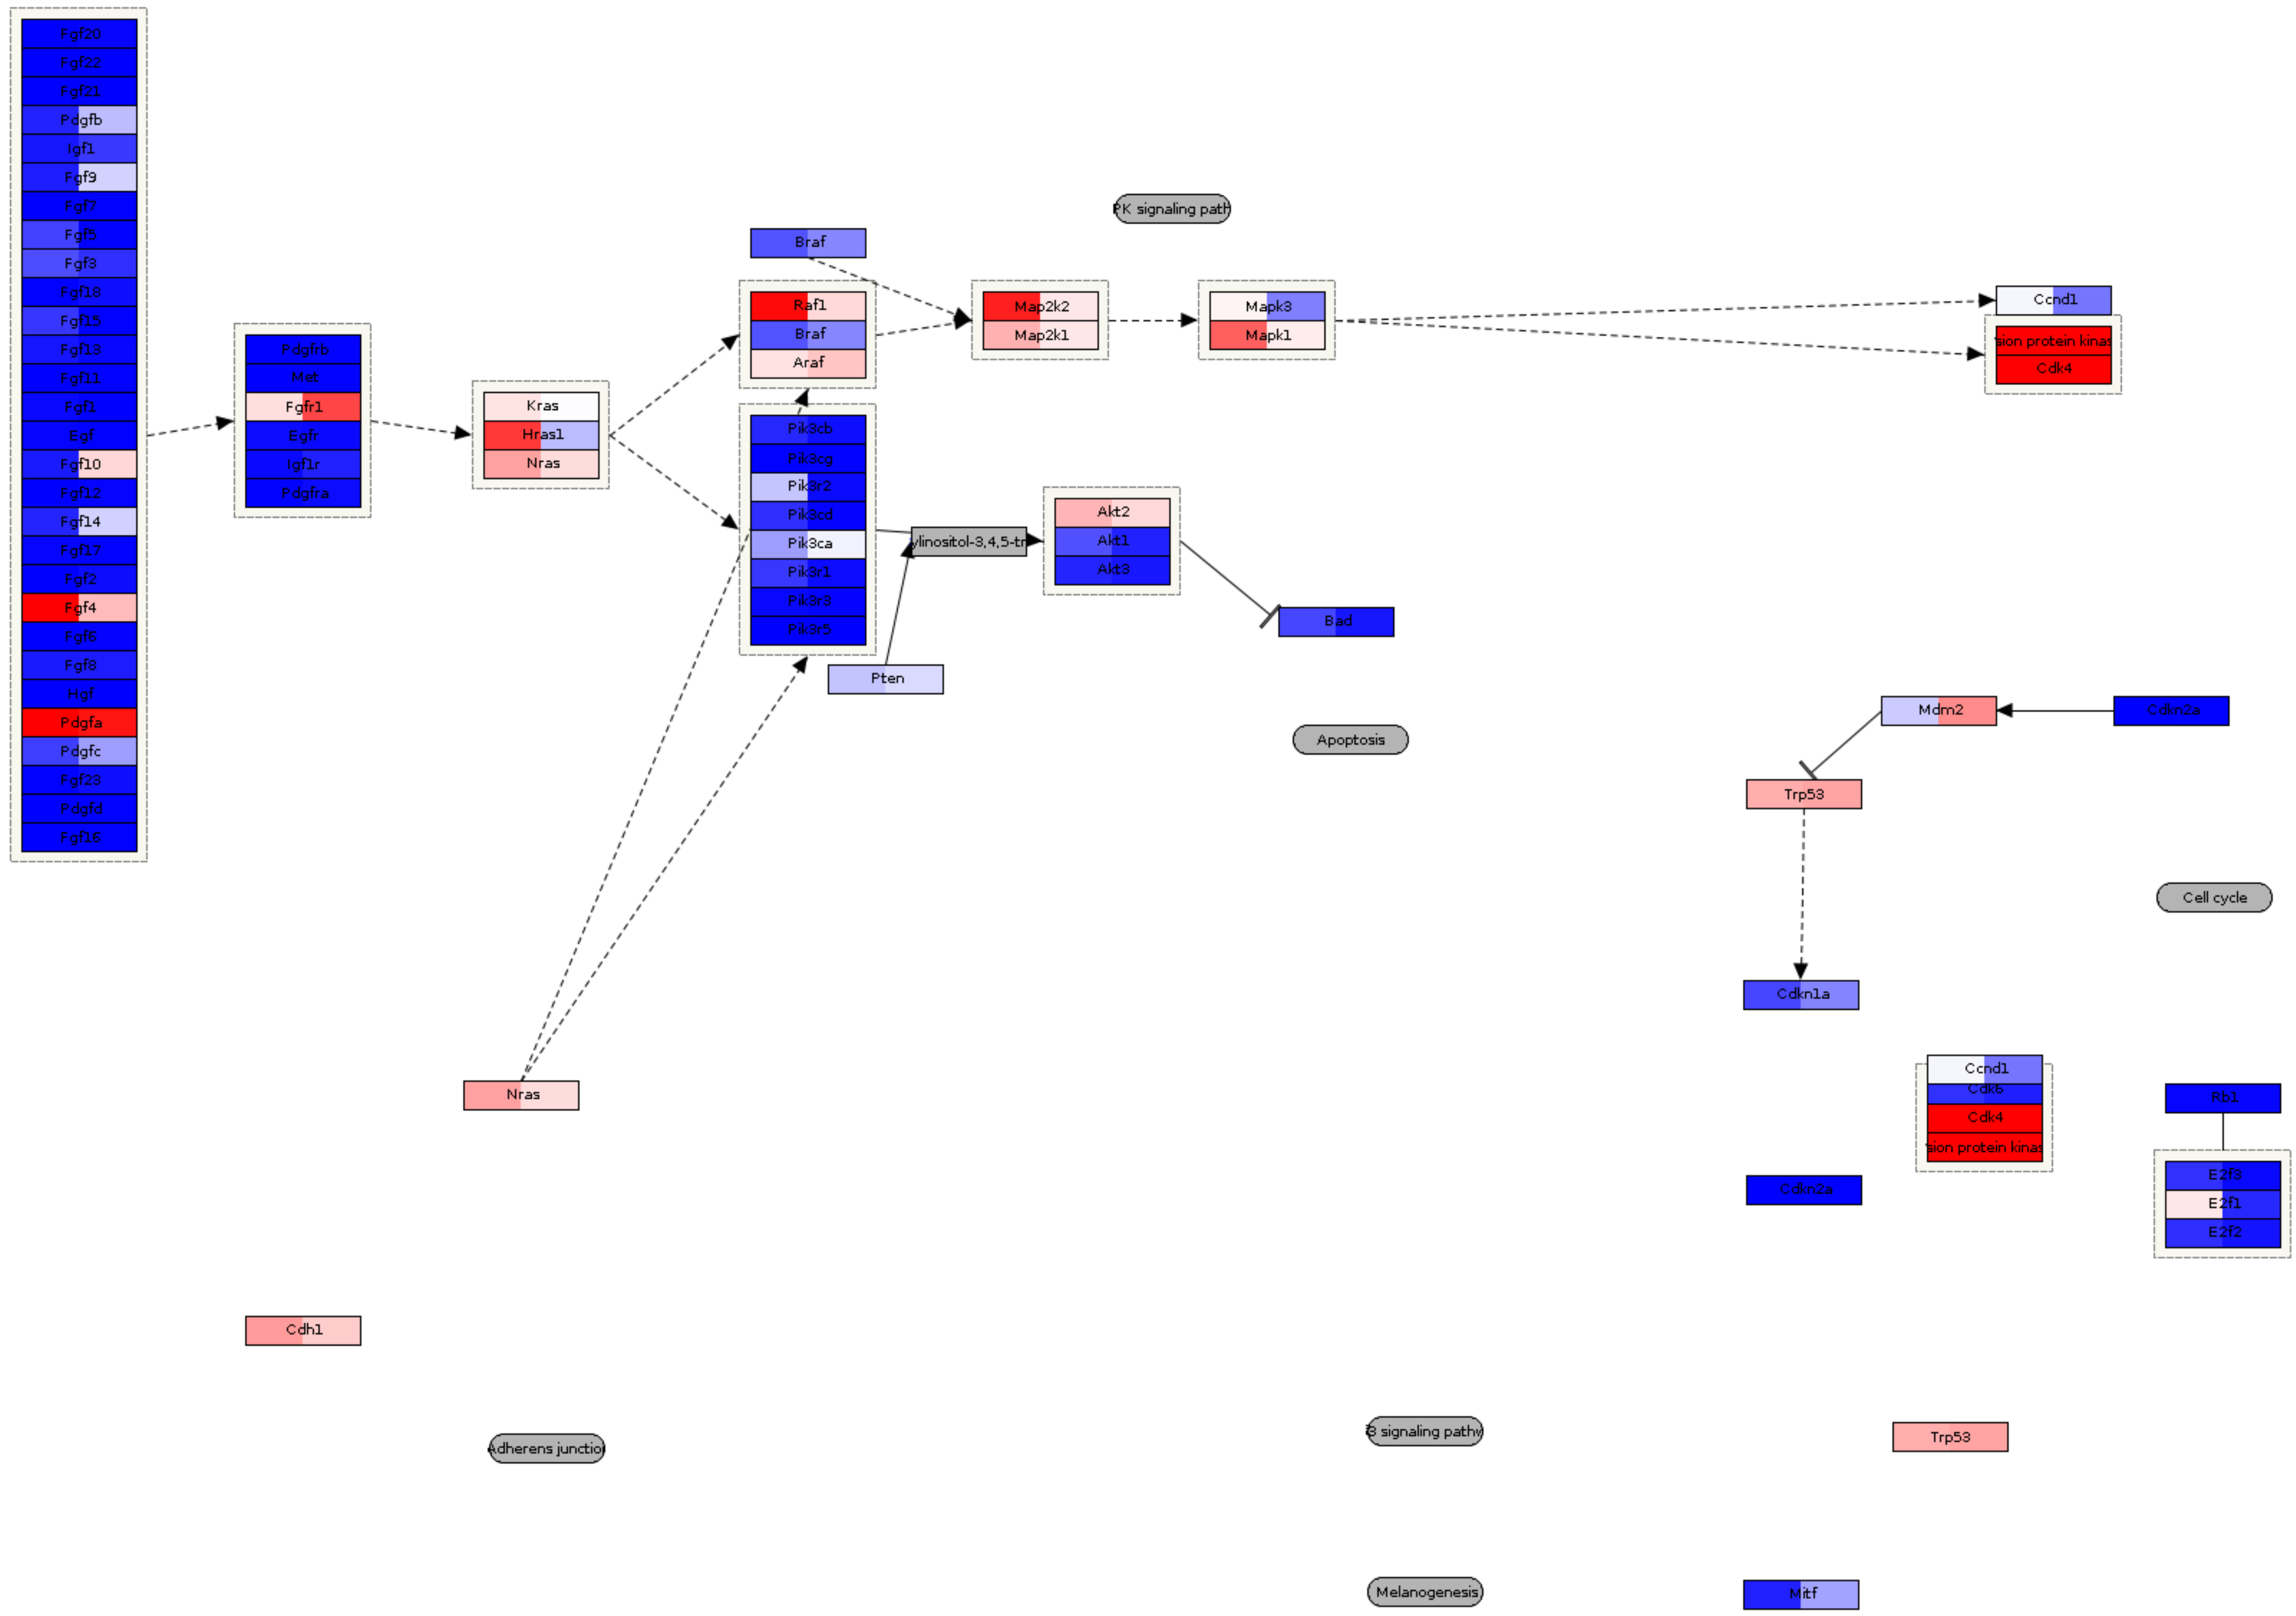 Fgf20
Fgf22
Fgf21
Pdgfb
Igf1
Fgf9
Fgf7
Fgf5
Fgf3
Fgf18
Fgf15
Fgf13
Fgf11
Fgf1
Egf
Fgf10
Fgf12
Fgf14
Fgf17
Fgf2
Fgf4
Fgf6
Fgf8
Hgf
Pdgfa
Pdgfc
Fgf23
Pdgfd
Fgf16
Pdgfrb
Met
Fgfr1
Egfr
Igf1r
Pdgfra
Kras
Hras1
Nras
Braf
Raf1
Braf
Araf
Pik3cb
Pik3cg
Pik3r2
Pik3cd
Pik3ca
Pik3r1
Pik3r3
Pik3r5
Pten
PK signaling path
Map2k2
Map2k1
Mapk3
Mapk1
ylinositol-3,4,5-tr
Akt2
Akt1
Akt3
Bad
Apoptosis
Ccnd1
sion protein kinas
Cdk4
Mdm2
Cdkn2a
Trp53
Cell cycle
Cdkn1a
Nras
Ccnd1
Cdk6
Cdk4
sion protein kinas
Rb1
Cdkn2a
E2f3
E2f1
E2f2
Cdh1
Adherens junctio
3 signaling pathw
Trp53
Melanogenesis
Mitf